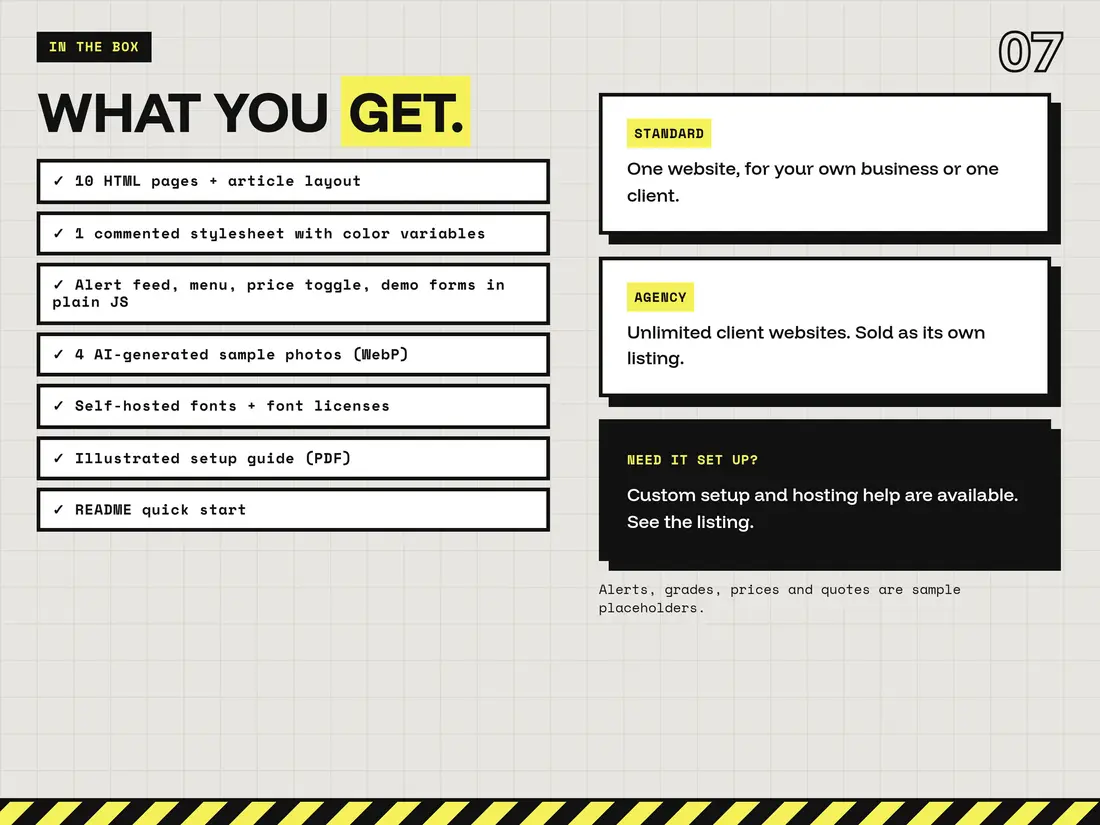 IN THE BOX
07
WHAT YOU GET.
✓ 10 HTML pages + article layout
✓ 1 commented stylesheet with color variables
✓ Alert feed, menu, price toggle, demo forms in
plain JS
✓ 4 AI-generated sample photos (WebP)
✓ Self-hosted fonts + font licenses
✓ Illustrated setup guide (PDF)
✓ README quick start
STANDARD
One website, for your own business or one
client.
AGENCY
Unlimited client websites. Sold as its own
listing.
NEED IT SET UP?
Custom setup and hosting help are available.
See the listing.
Alerts, grades, prices and quotes are sample
placeholders.